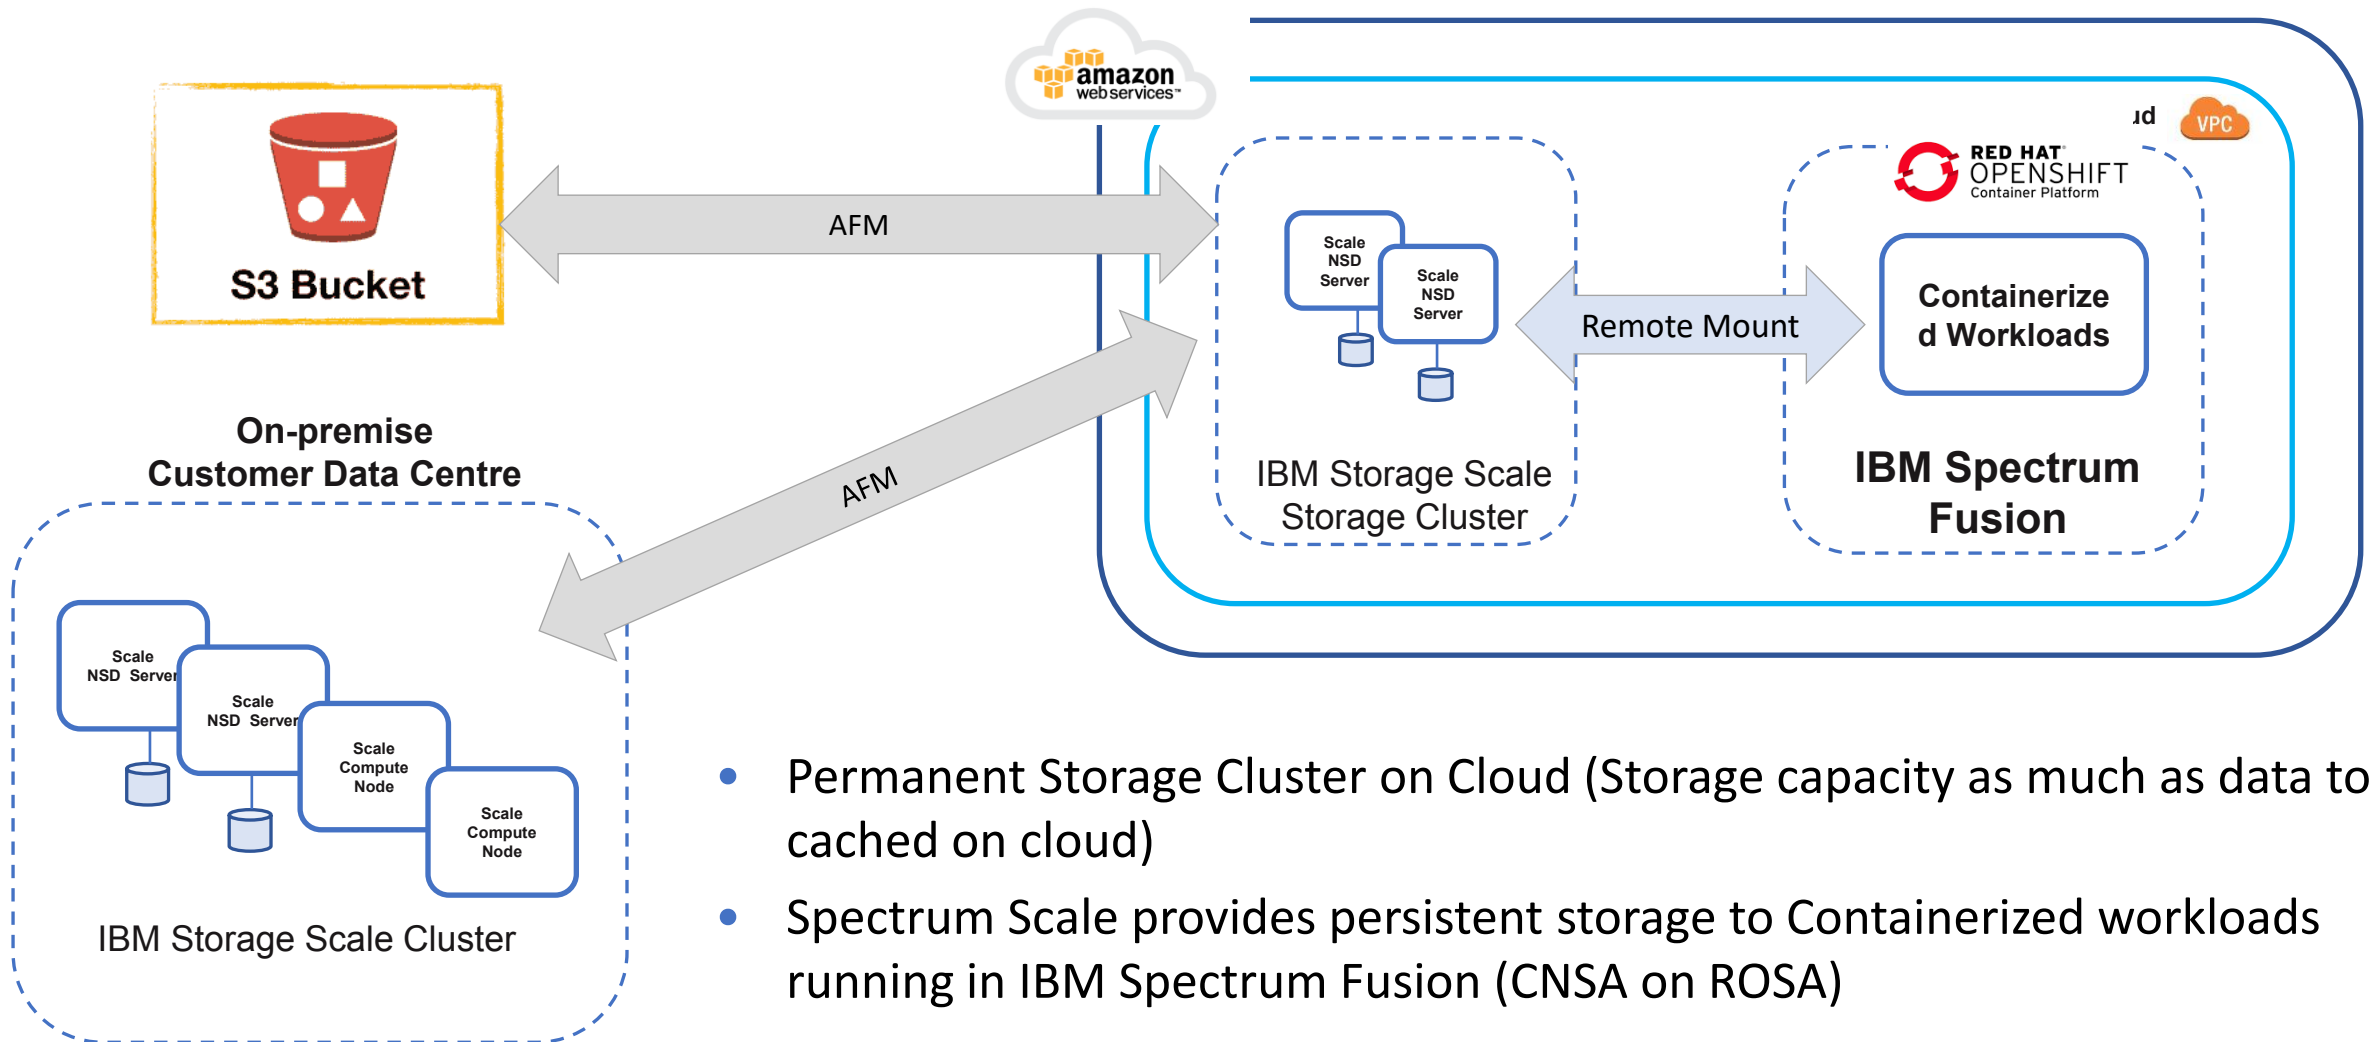 amazon
web services™
ud
VPC
RED HAT®
OPENSHIFT
Container Platform
S3 Bucket
AFM
Scale
NSD
Server
Scale
NSD
Server
Remote Mount
Containerize
d Workloads
IBM Storage Scale
Storage Cluster
IBM Spectrum
Fusion
On-premise
Customer Data Centre
AFM
Scale
NSD Server
Scale
NSD Server
Scale
Compute
Node
Scale
Compute
Node
IBM Storage Scale Cluster
• Permanent Storage Cluster on Cloud (Storage capacity as much as data to
cached on cloud)
• Spectrum Scale provides persistent storage to Containerized workloads
running in IBM Spectrum Fusion (CNSA on ROSA)